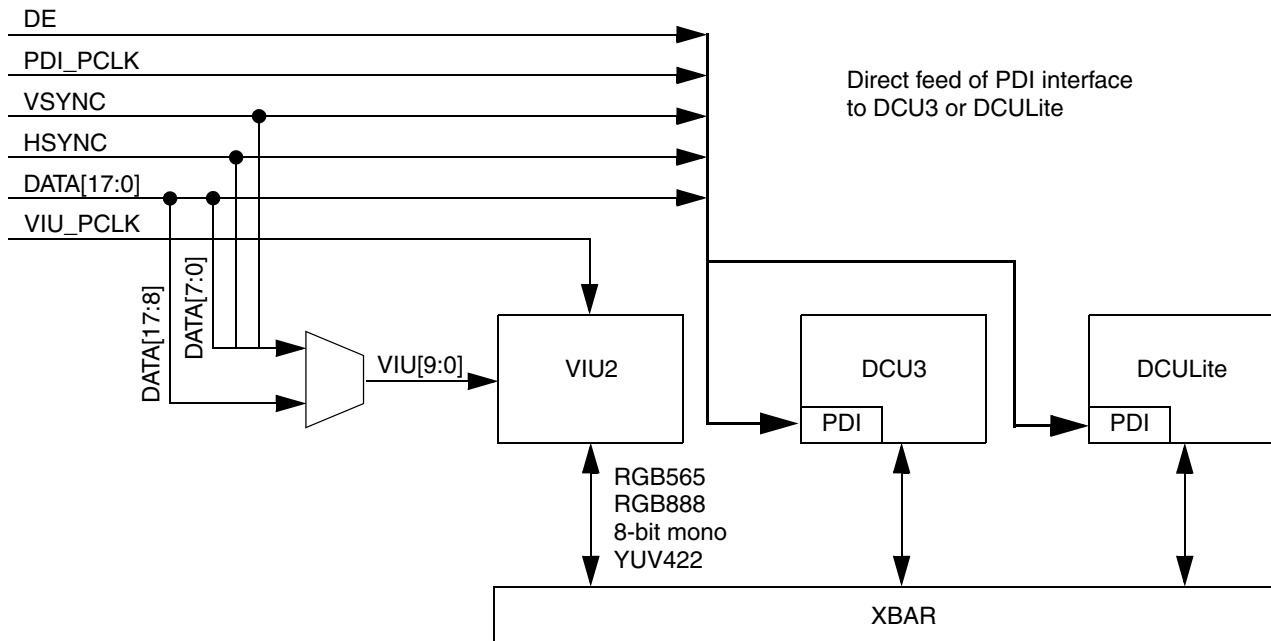 DE
PDI_PCLK
VSYNC
HSYNC
DATA[17:0]
VIU_PCLK
Direct feed of PDI interface
to DCU3 or DCULite
DATA[17:8]
DATA[7:0]
VIU[9:0]
VIU2
DCU3
PDI
DCULite
PDI
RGB565
RGB888
8-bit mono
YUV422
XBAR